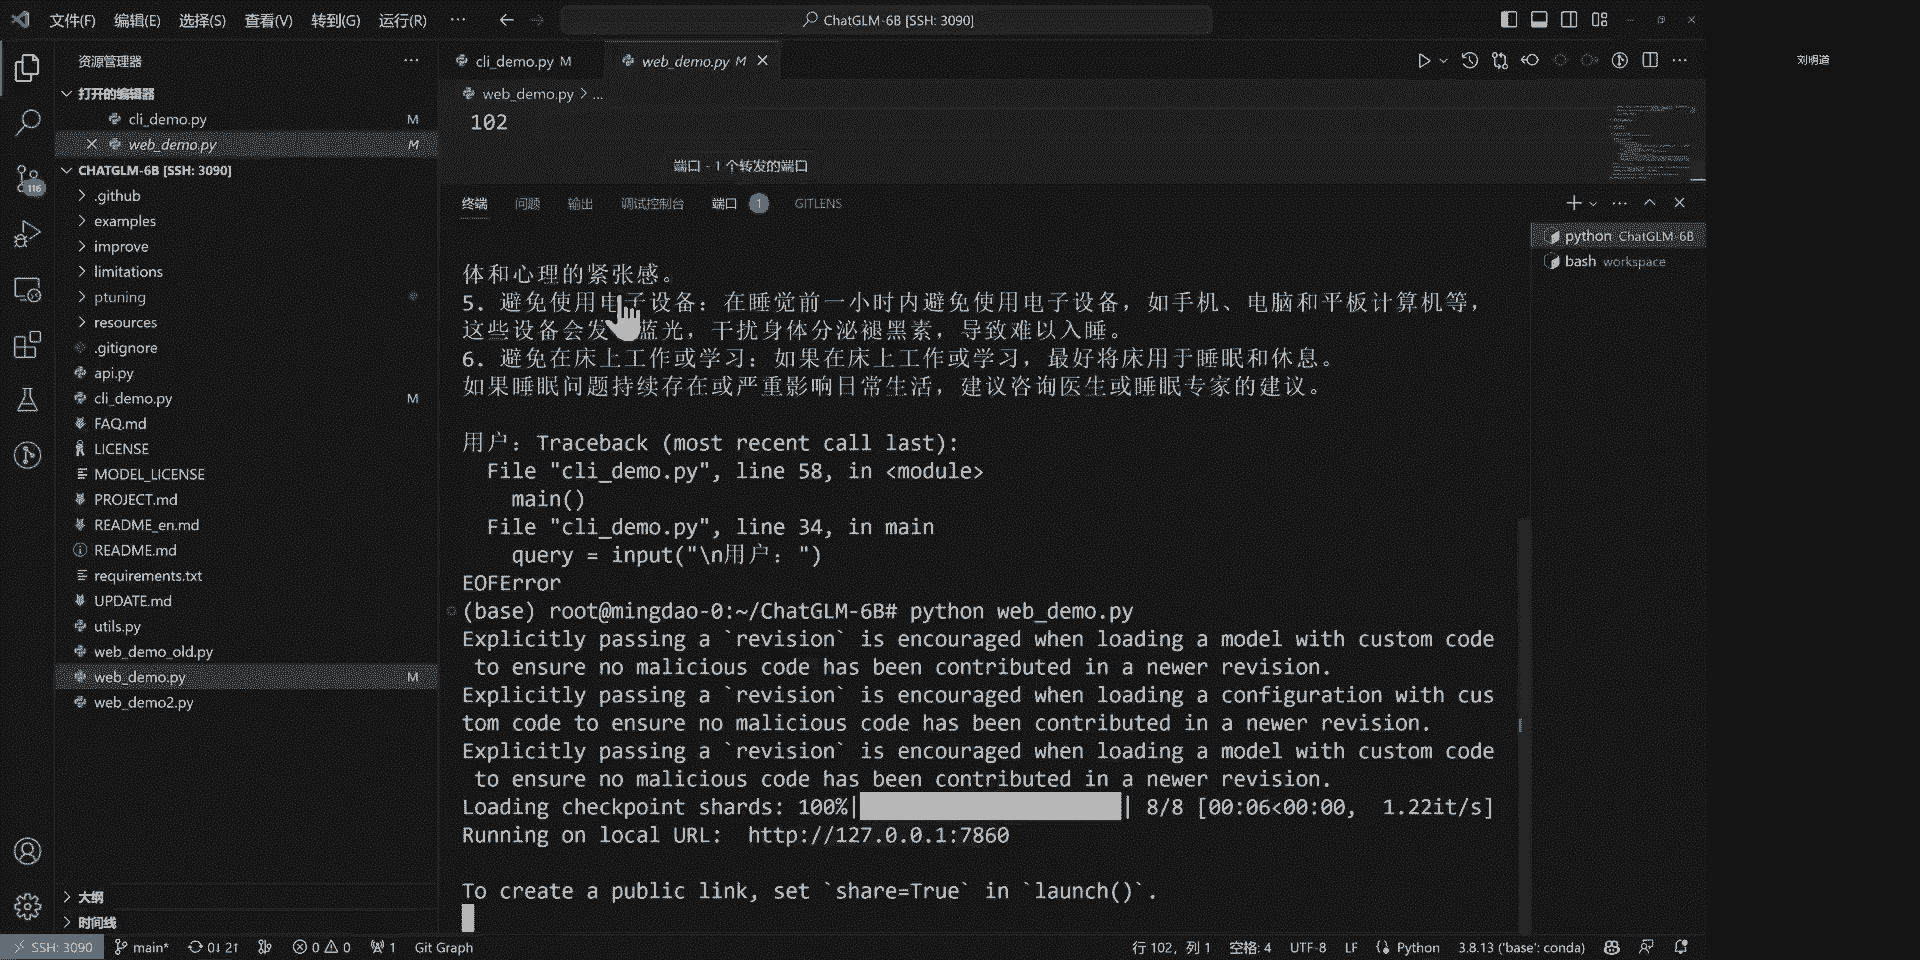 文件(F) 编辑(E) 选择(S) 查看(V) 转到(G) 运行(R) ··· ChatGLM-6B [SSH: 3090]
资源管理器 ···
cli_demo.py M web_demo.py M
刘明道
打开的编辑器
cli_demo.py M
web_demo.py M
CHATGLM-6B [SSH: 3090]
.github
examples
improve
limitations
ptuning
resources
.gitignore
api.py
cli_demo.py M
FAQ.md
LICENSE
MODEL_LICENSE
PROJECT.md
README_en.md
README.md
requirements.txt
UPDATE.md
utils.py
web_demo_old.py
web_demo.py M
web_demo2.py
大纲
时间线
116
web_demo.py > ...
102
端口 - 1 个转发的端口
终端 问题 输出 调试控制台 端口 1 GITLENS
python ChatGLM-6B
bash workspace
体和心理的紧张感。
5. 避免使用电子设备：在睡觉前一小时内避免使用电子设备，如手机、电脑和平板计算机等，
这些设备会发 蓝光，干扰身体分泌褪黑素，导致难以入睡。
6. 避免在床上工作或学习：如果在床上工作或学习，最好将床用于睡眠和休息。
如果睡眠问题持续存在或严重影响日常生活，建议咨询医生或睡眠专家的建议。
用户：Traceback (most recent call last):
File "cli_demo.py", line 58, in <module>
main()
File "cli_demo.py", line 34, in main
query = input("\n用户：")
EOFError
(base) root@mingdao-0:~/ChatGLM-6B# python web_demo.py
Explicitly passing a `revision` is encouraged when loading a model with custom code
to ensure no malicious code has been contributed in a newer revision.
Explicitly passing a `revision` is encouraged when loading a configuration with cus
tom code to ensure no malicious code has been contributed in a newer revision.
Explicitly passing a `revision` is encouraged when loading a model with custom code
to ensure no malicious code has been contributed in a newer revision.
Loading checkpoint shards: 100%| | 8/8 [00:06<00:00, 1.22it/s]
Running on local URL: http://127.0.0.1:7860
To create a public link, set `share=True` in `launch()`.
SSH: 3090 main* 0↓ 2↑ 0 0 1 Git Graph 行 102，列 1 空格: 4 UTF-8 LF Python 3.8.13 ('base': conda)